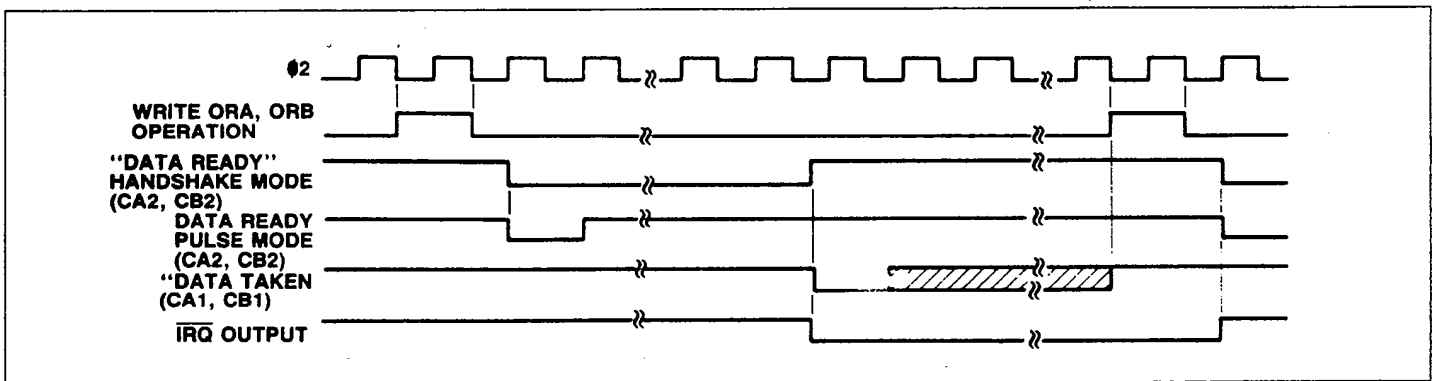 ϕ2
WRITE ORA, ORB
OPERATION
“DATA READY”
HANDSHAKE MODE
(CA2, CB2)
DATA READY
PULSE MODE
(CA2, CB2)
“DATA TAKEN
(CA1, CB1)
I̅R̅Q̅ OUTPUT